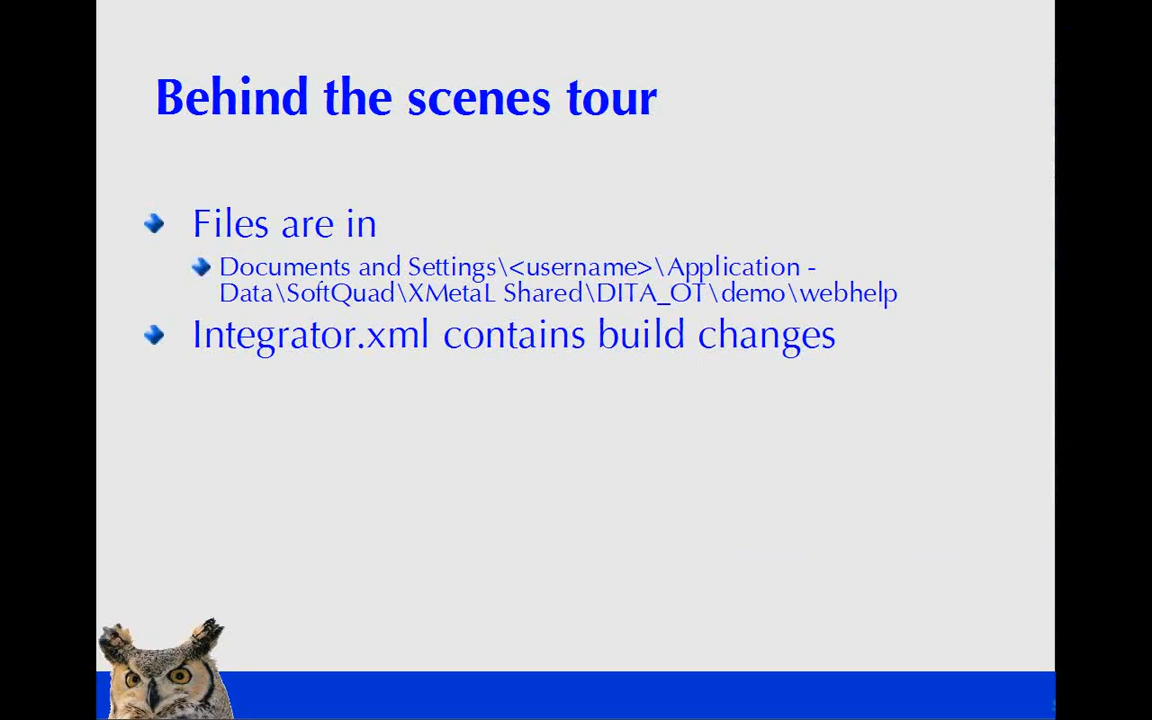 Behind the scenes tour
Files are in
Documents and Settings\<username>\Application -
Data\SoftQuad\XMetaL Shared\DITA_OT\demo\webhelp
Integrator.xml contains build changes